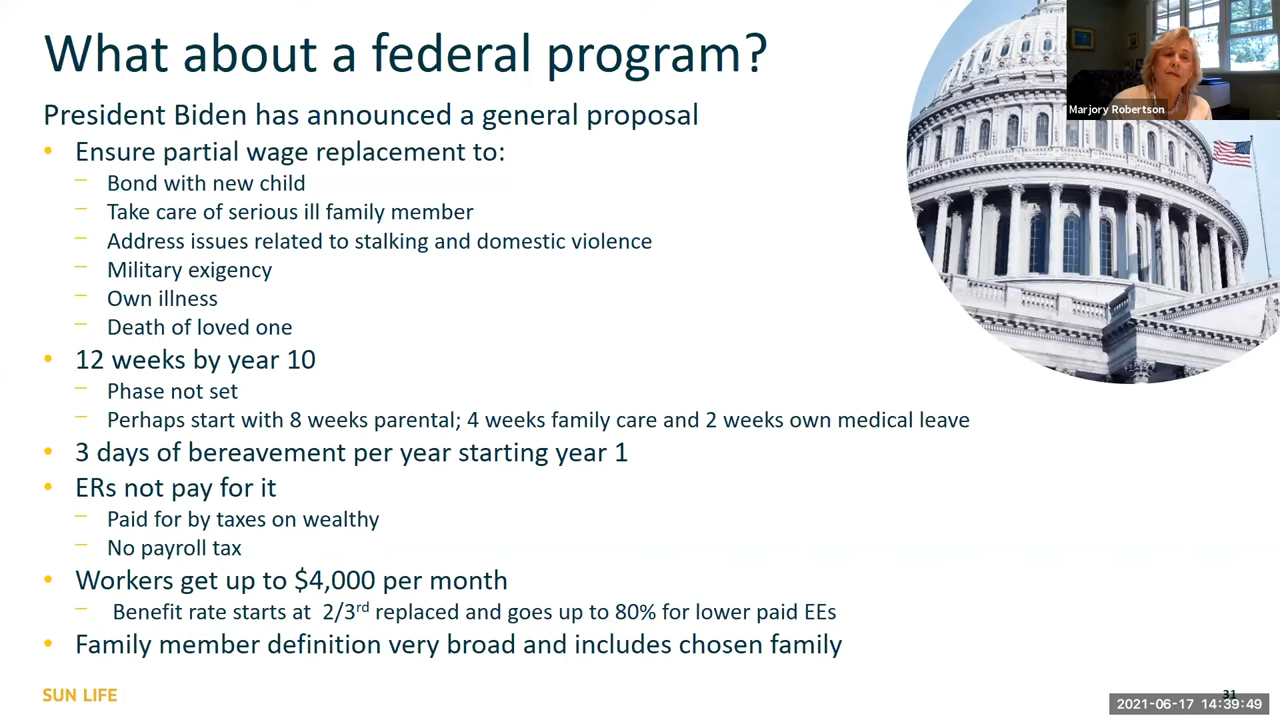 What about a federal program?
President Biden has announced a general proposal
• Ensure partial wage replacement to:
– Bond with new child
– Take care of serious ill family member
– Address issues related to stalking and domestic violence
– Military exigency
– Own illness
– Death of loved one
• 12 weeks by year 10
– Phase not set
– Perhaps start with 8 weeks parental; 4 weeks family care and 2 weeks own medical leave
• 3 days of bereavement per year starting year 1
• ERs not pay for it
– Paid for by taxes on wealthy
– No payroll tax
• Workers get up to $4,000 per month
– Benefit rate starts at 2/3rd replaced and goes up to 80% for lower paid EEs
• Family member definition very broad and includes chosen family
Marjory Robertson
SUN LIFE
31
2021-06-17 14:39:49